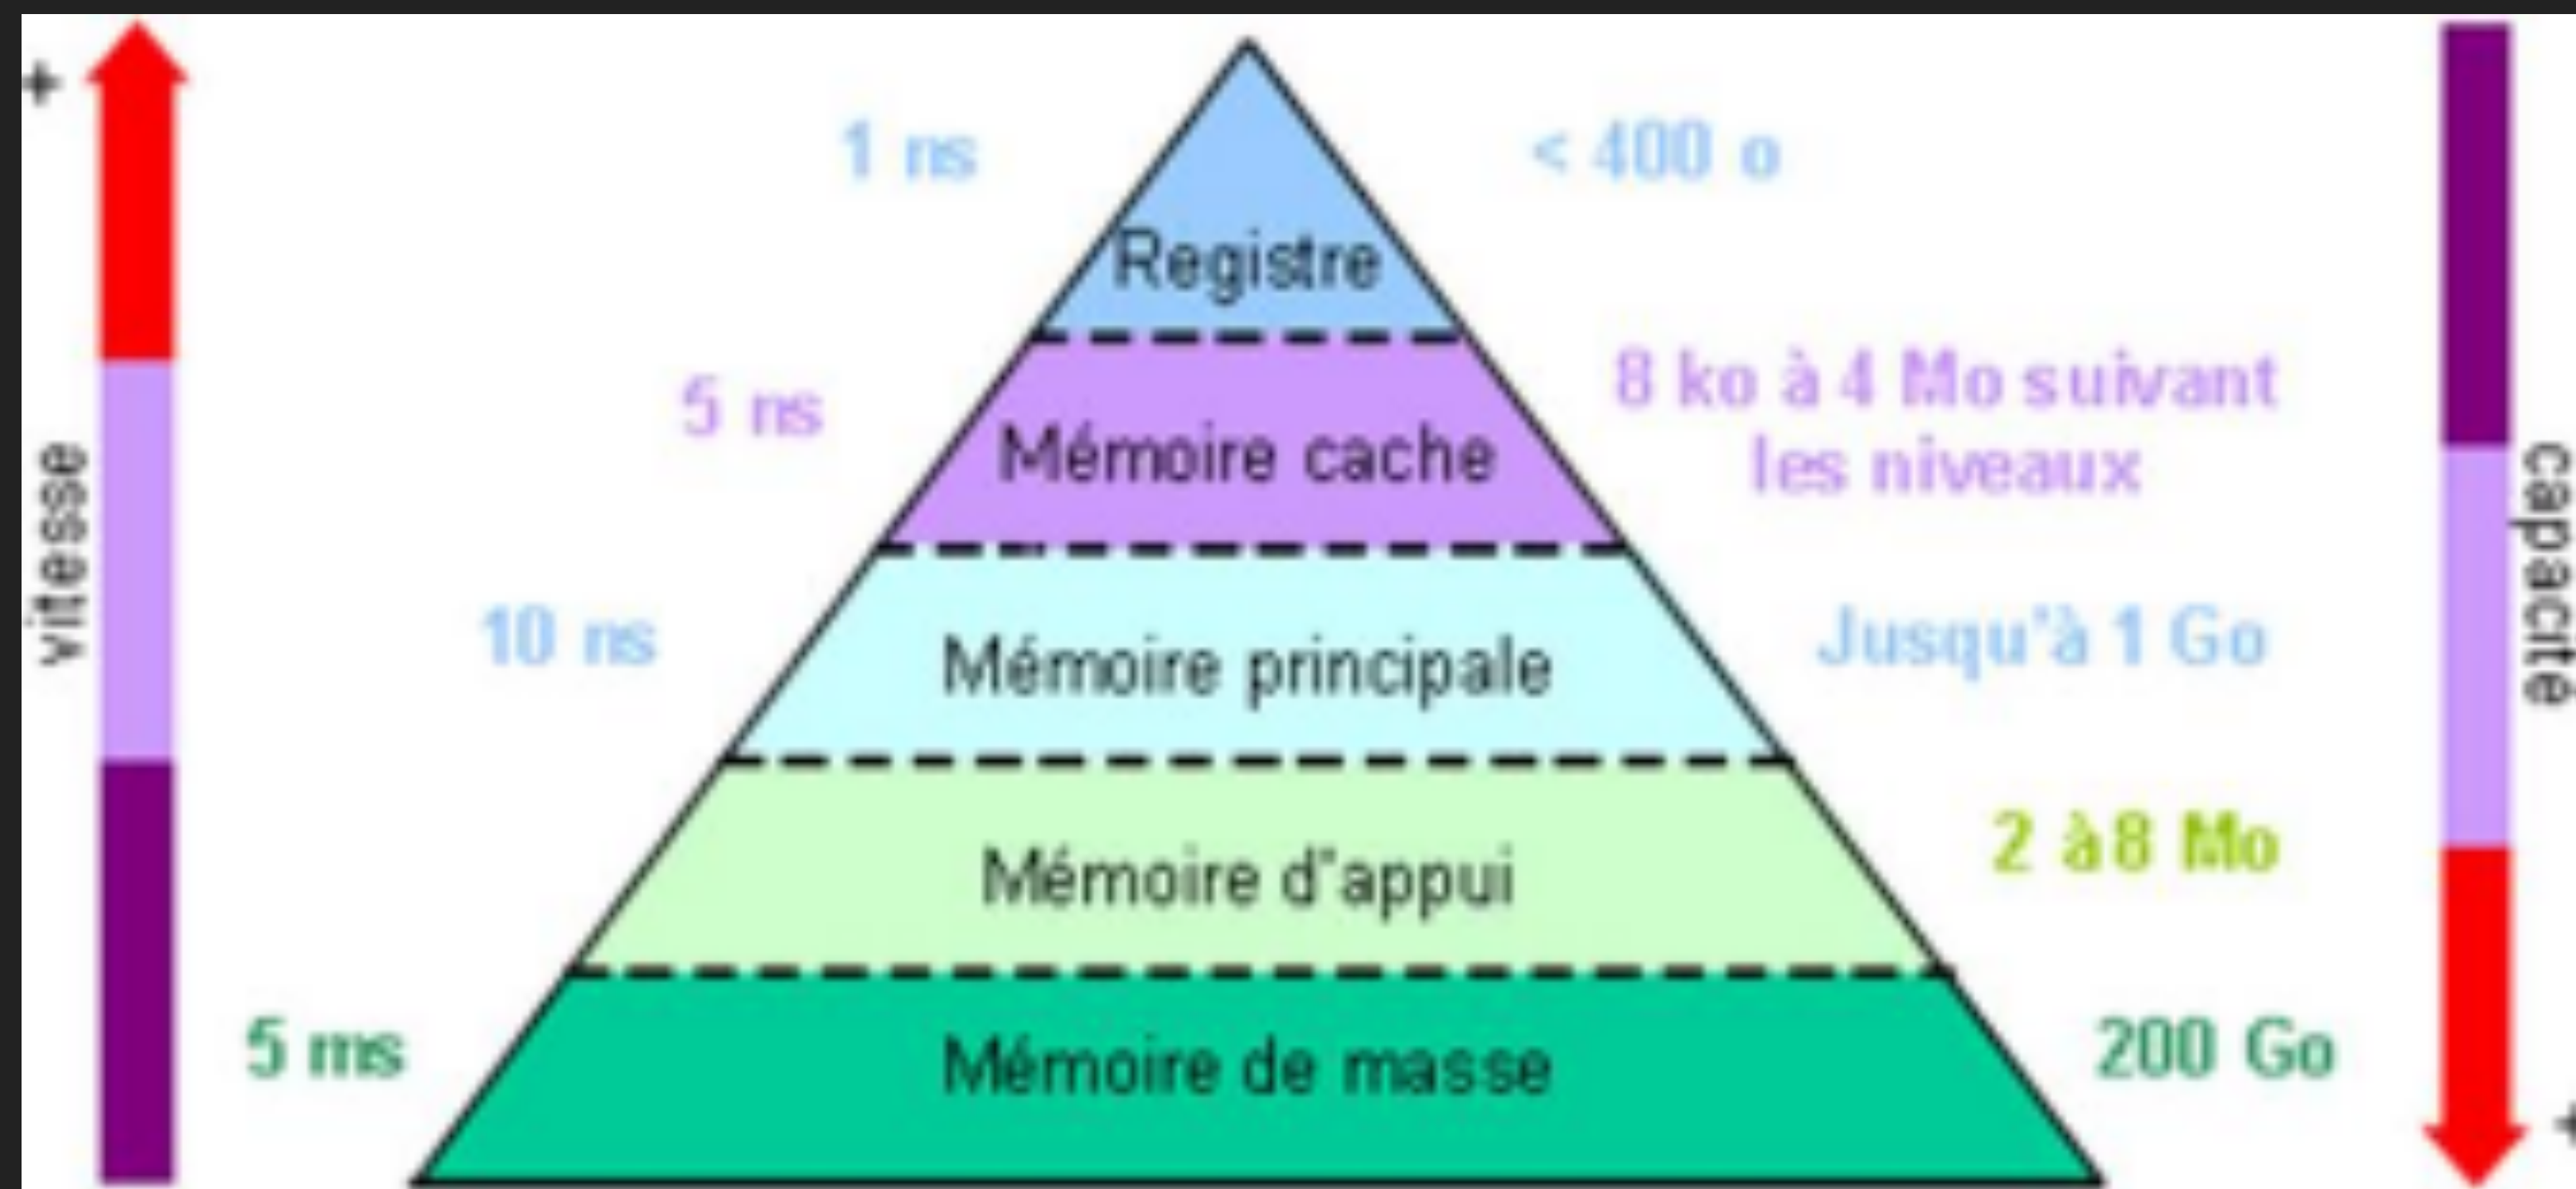 +
1 ns
< 400 o
Registre
5 ns
8 ko à 4 Mo suivant
les niveaux
Mémoire cache
vitesse
capacité
10 ns
Mémoire principale
Jusqu'à 1 Go
Mémoire d'appui
2 à 8 Mo
5 ms
Mémoire de masse
200 Go
+